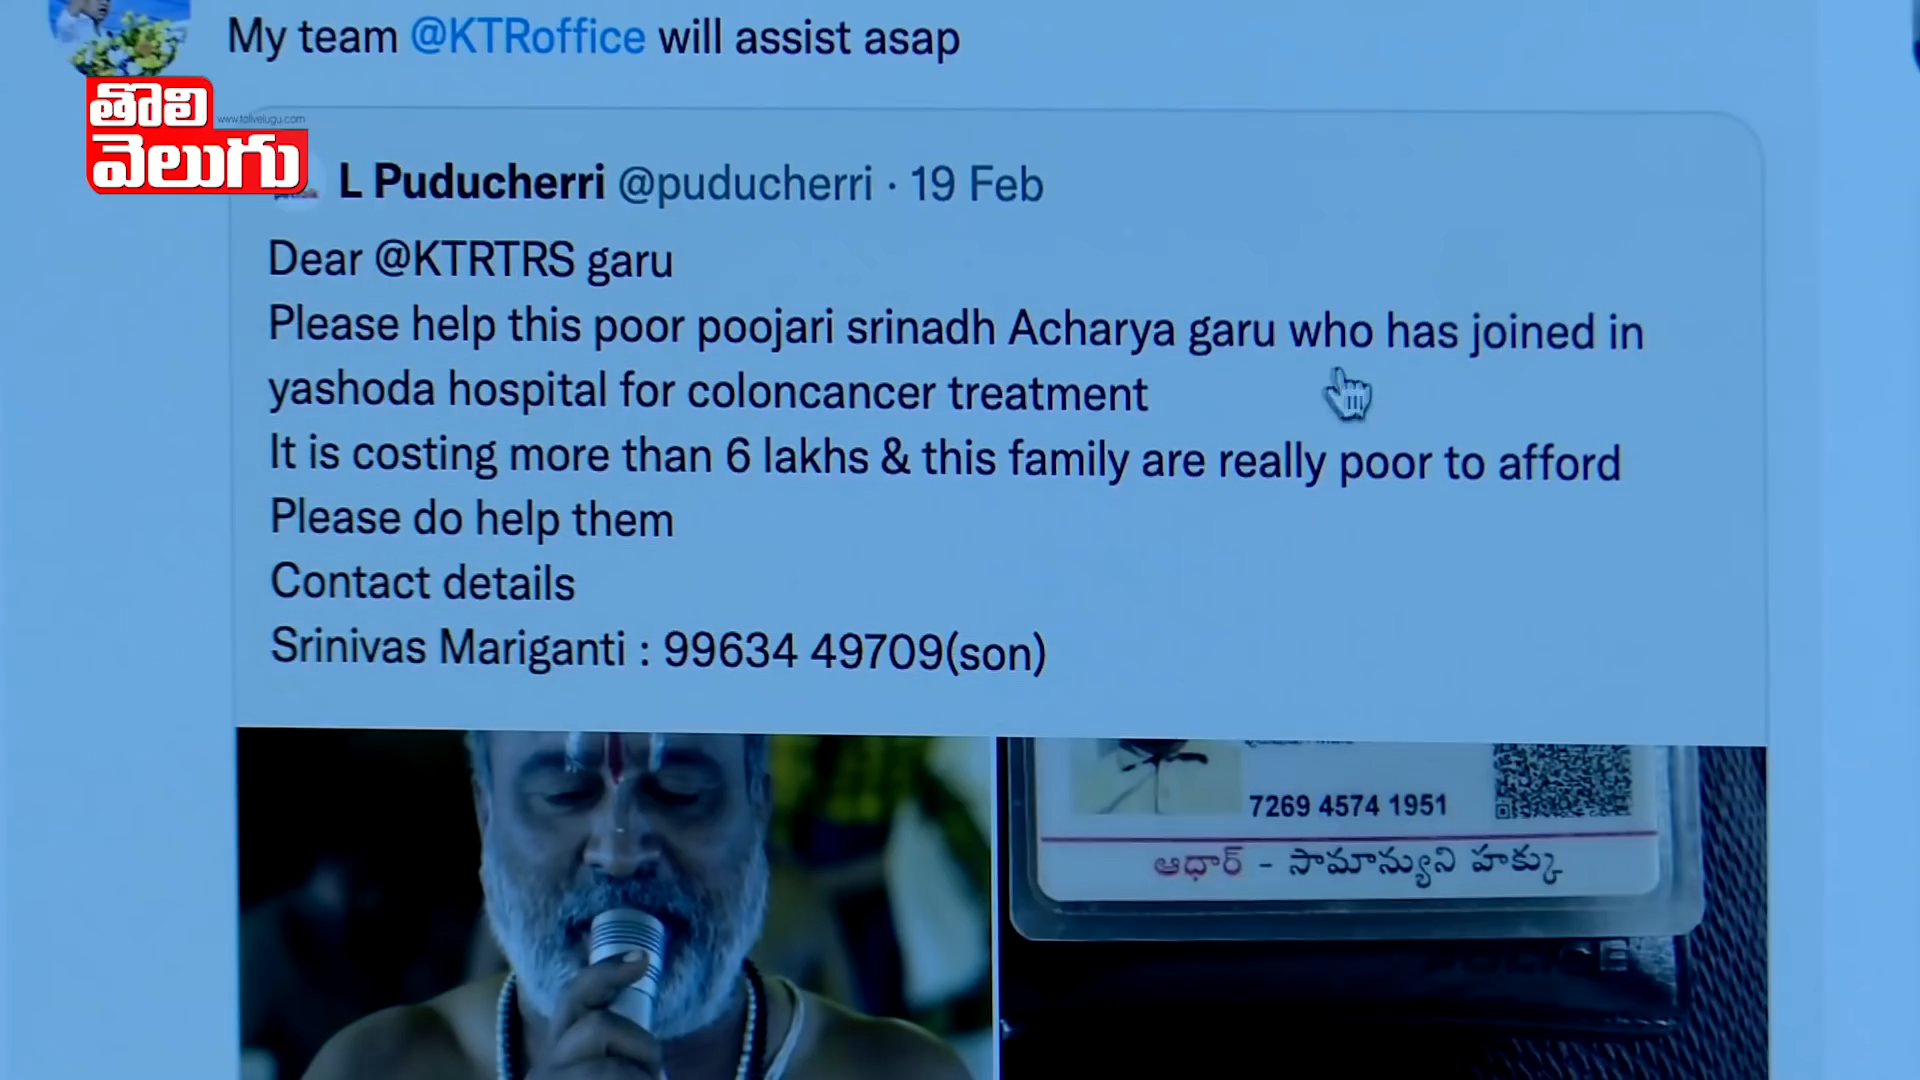 My team @KTRoffice will assist asap
తొలి
వెలుగు
www.tolivelugu.com
L Puducherri @puducherri · 19 Feb
Dear @KTRTRS garu
Please help this poor poojari srinadh Acharya garu who has joined in
yashoda hospital for coloncancer treatment
It is costing more than 6 lakhs & this family are really poor to afford
Please do help them
Contact details
Srinivas Mariganti : 99634 49709(son)
7269 4574 1951
ఆధార్ - సామాన్యుని హక్కు